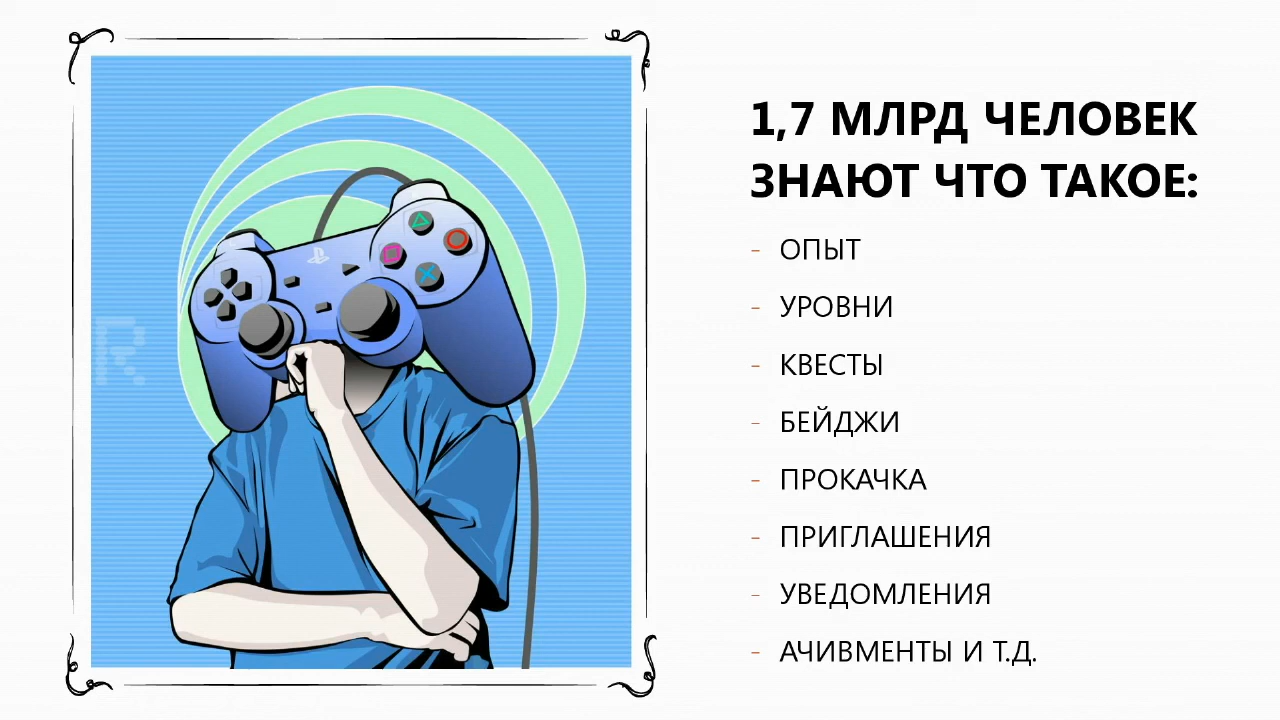 1,7 МЛРД ЧЕЛОВЕК
ЗНАЮТ ЧТО ТАКОЕ:
- ОПЫТ
- УРОВНИ
- КВЕСТЫ
- БЕЙДЖИ
- ПРОКАЧКА
- ПРИГЛАШЕНИЯ
- УВЕДОМЛЕНИЯ
- АЧИВМЕНТЫ И Т.Д.